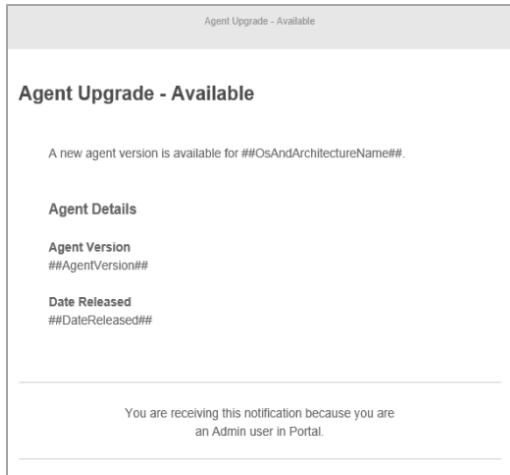 Agent Upgrade - Available
Agent Upgrade - Available
A new agent version is available for ##OsAndArchitectureName##.
Agent Details
Agent Version
##AgentVersion##
Date Released
##DateReleased##
You are receiving this notification because you are
an Admin user in Portal.